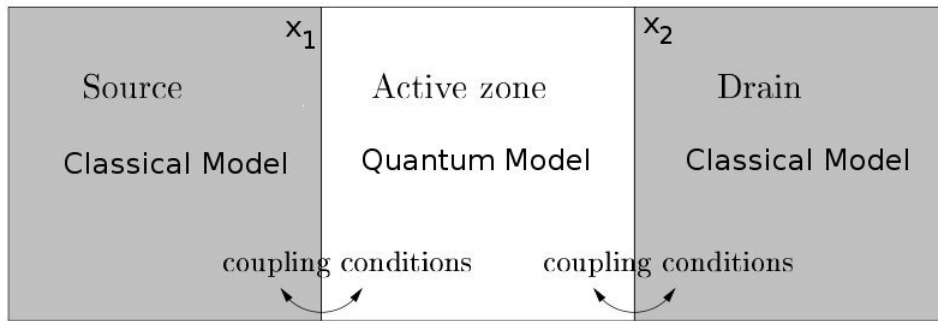 x1
x2
Source
Active zone
Drain
Classical Model
Quantum Model
Classical Model
coupling conditions
coupling conditions